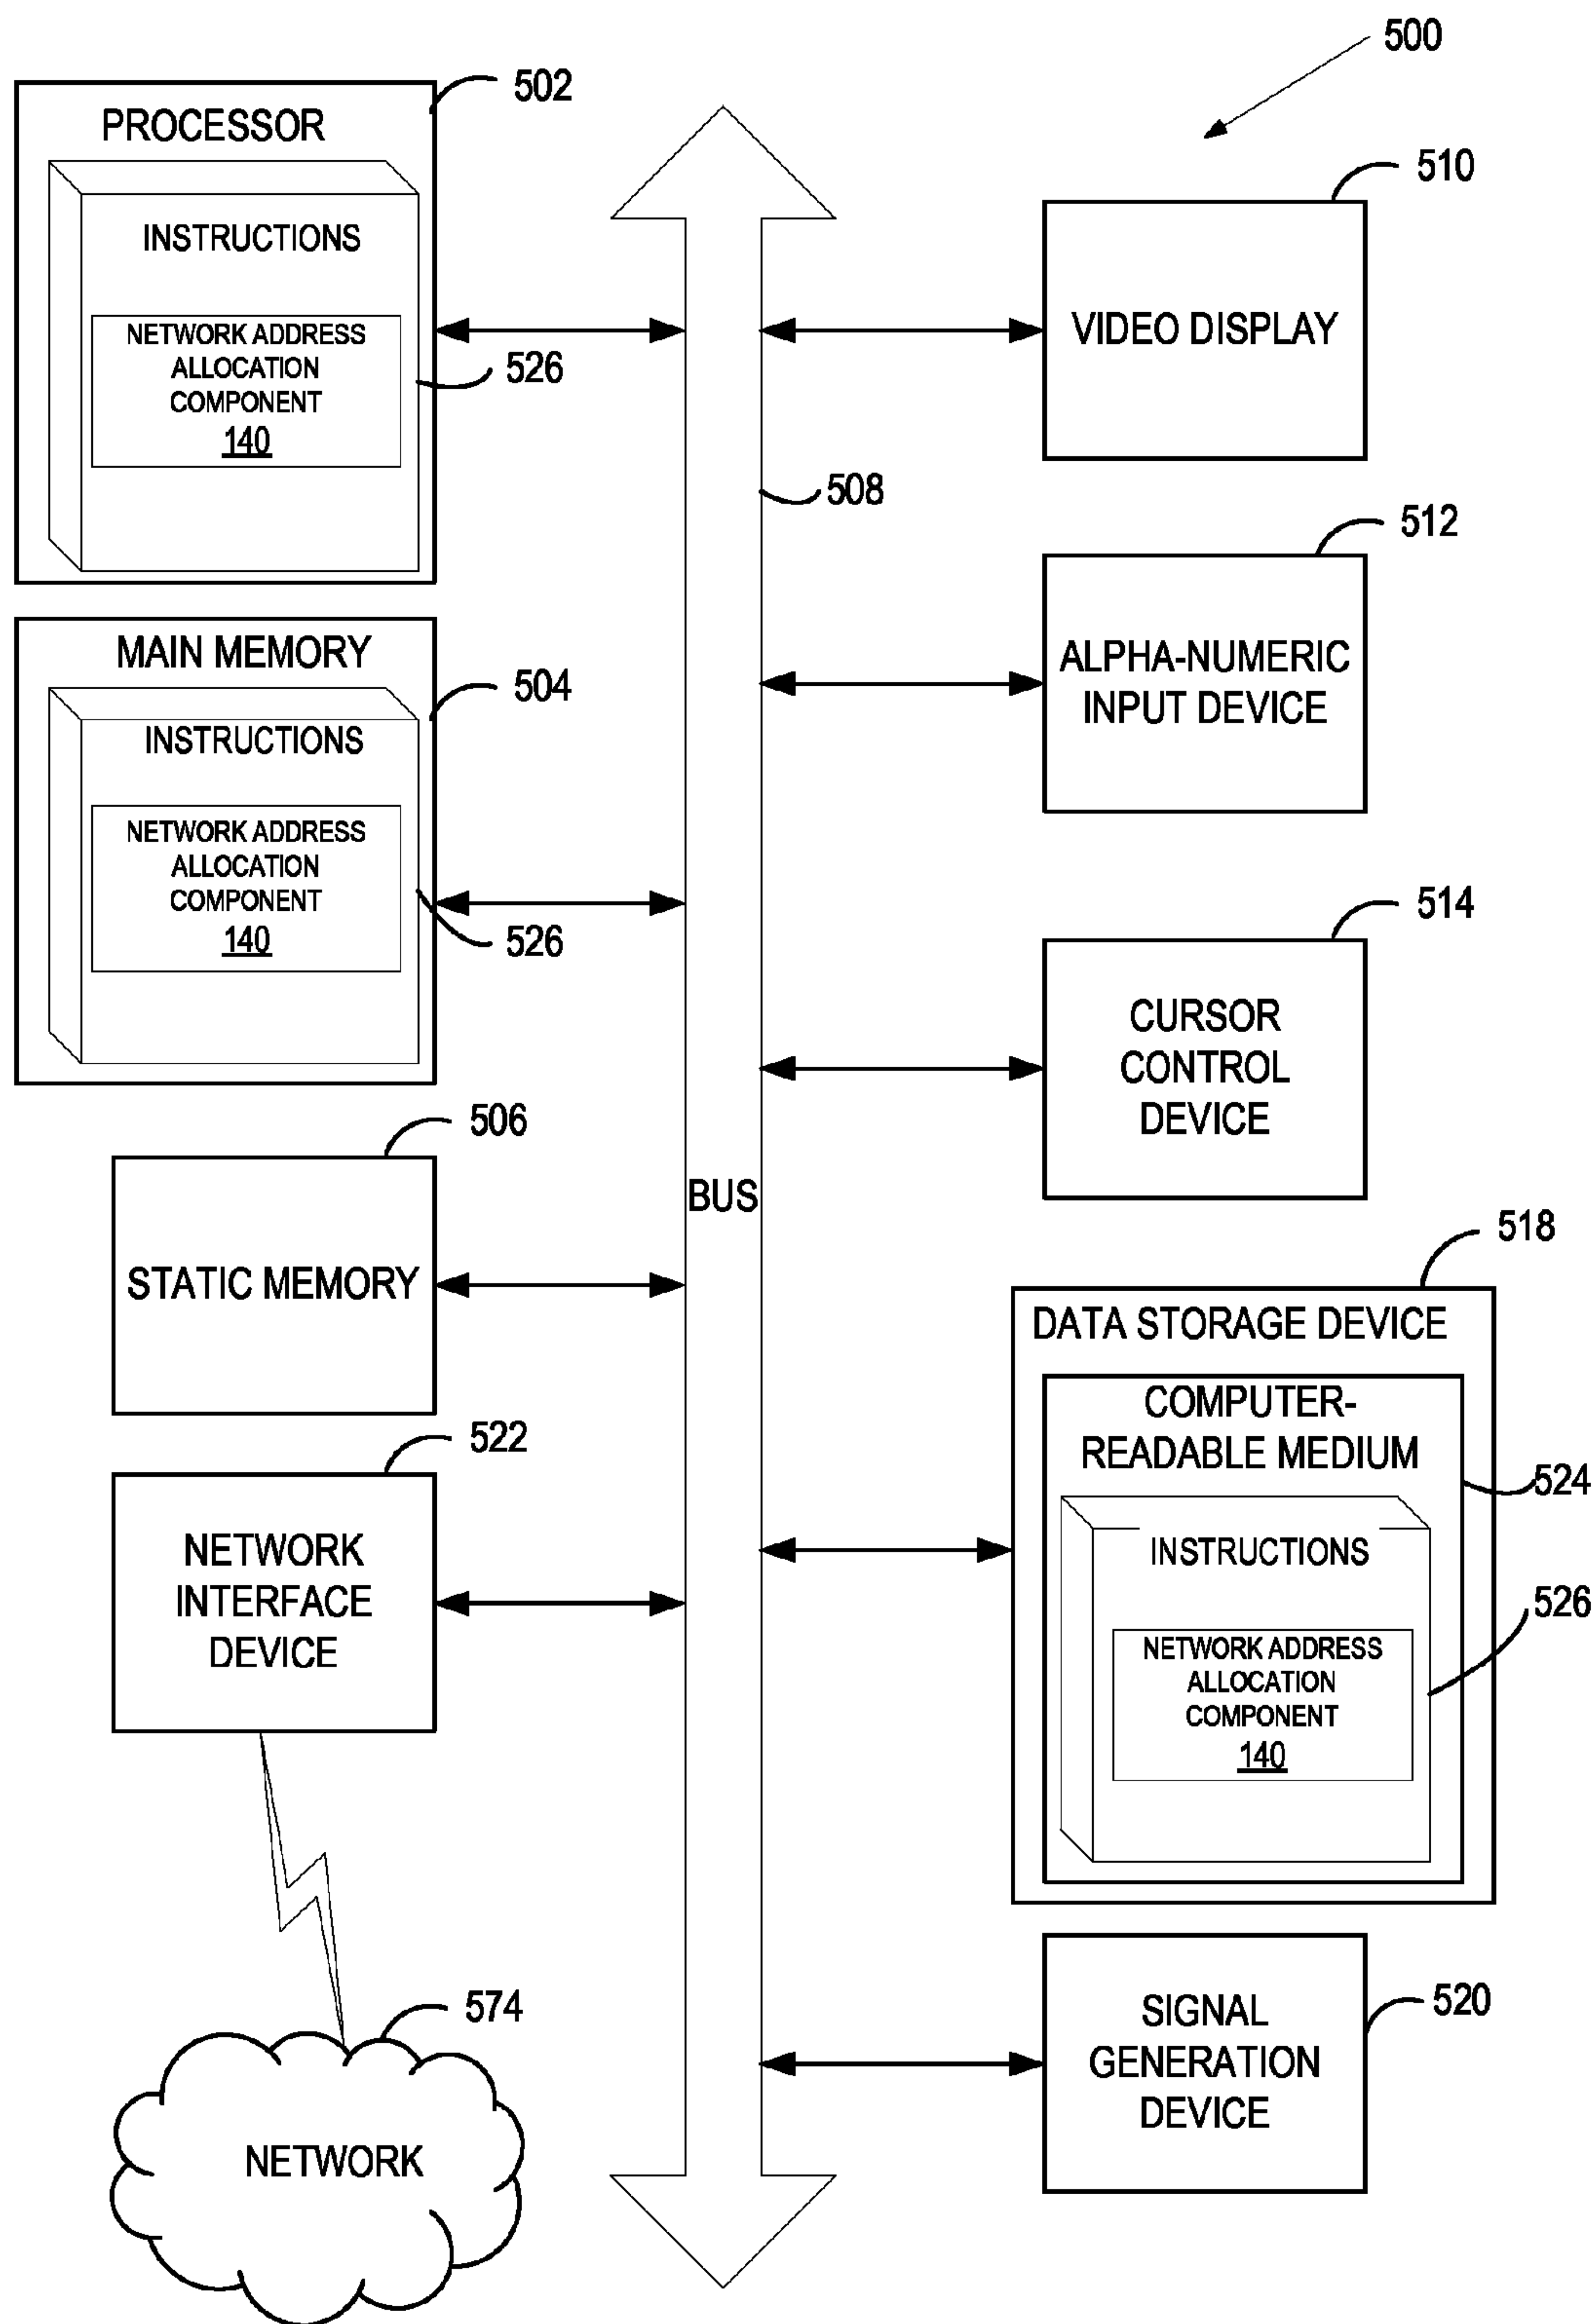 500
502
PROCESSOR
INSTRUCTIONS
NETWORK ADDRESS
ALLOCATION
COMPONENT
140
526
MAIN MEMORY
504
INSTRUCTIONS
NETWORK ADDRESS
ALLOCATION
COMPONENT
140
526
506
STATIC MEMORY
522
NETWORK
INTERFACE
DEVICE
574
NETWORK
508
BUS
510
VIDEO DISPLAY
512
ALPHA-NUMERIC
INPUT DEVICE
514
CURSOR
CONTROL
DEVICE
518
DATA STORAGE DEVICE
COMPUTER-
READABLE MEDIUM
524
INSTRUCTIONS
526
NETWORK ADDRESS
ALLOCATION
COMPONENT
140
520
SIGNAL
GENERATION
DEVICE